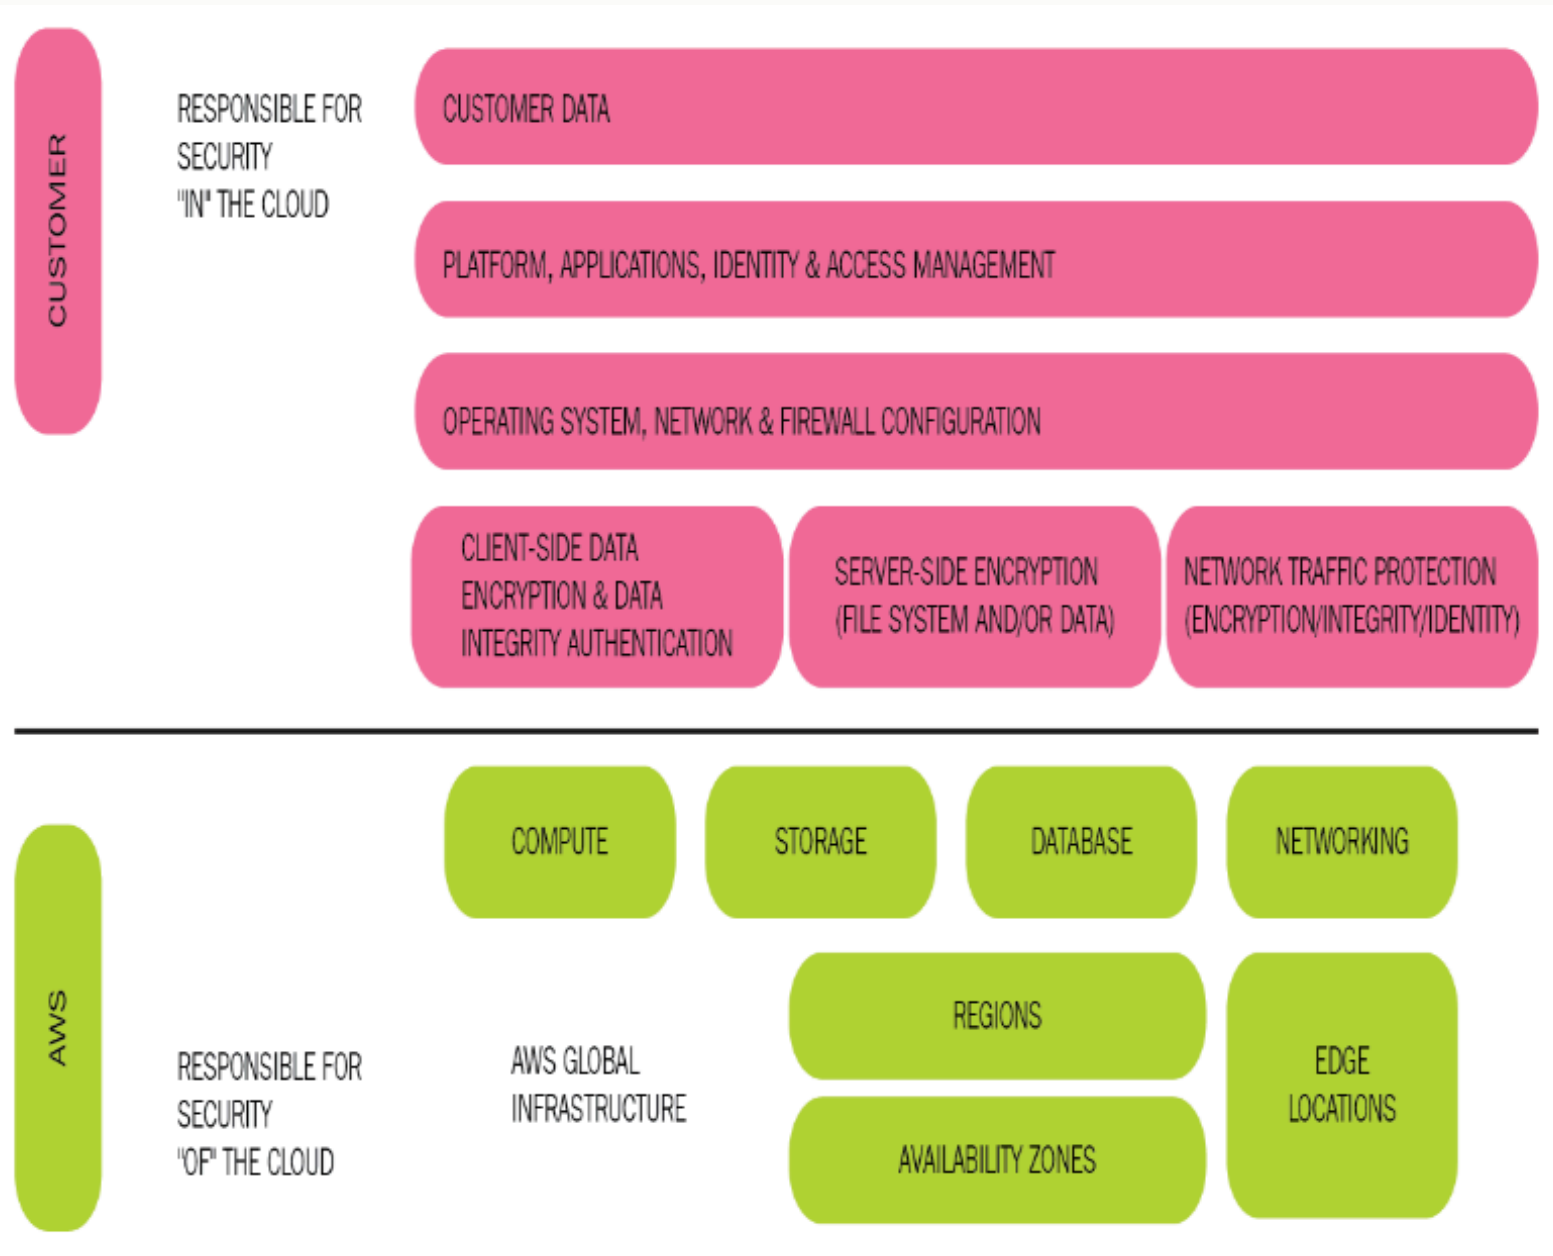 CUSTOMER
RESPONSIBLE FOR
SECURITY
"IN" THE CLOUD
CUSTOMER DATA
PLATFORM, APPLICATIONS, IDENTITY & ACCESS MANAGEMENT
OPERATING SYSTEM, NETWORK & FIREWALL CONFIGURATION
CLIENT-SIDE DATA
ENCRYPTION & DATA
INTEGRITY AUTHENTICATION
SERVER-SIDE ENCRYPTION
(FILE SYSTEM AND/OR DATA)
NETWORK TRAFFIC PROTECTION
(ENCRYPTION/INTEGRITY/IDENTITY)
AWS
RESPONSIBLE FOR
SECURITY
"OF" THE CLOUD
COMPUTE
STORAGE
DATABASE
NETWORKING
AWS GLOBAL
INFRASTRUCTURE
REGIONS
AVAILABILITY ZONES
EDGE
LOCATIONS